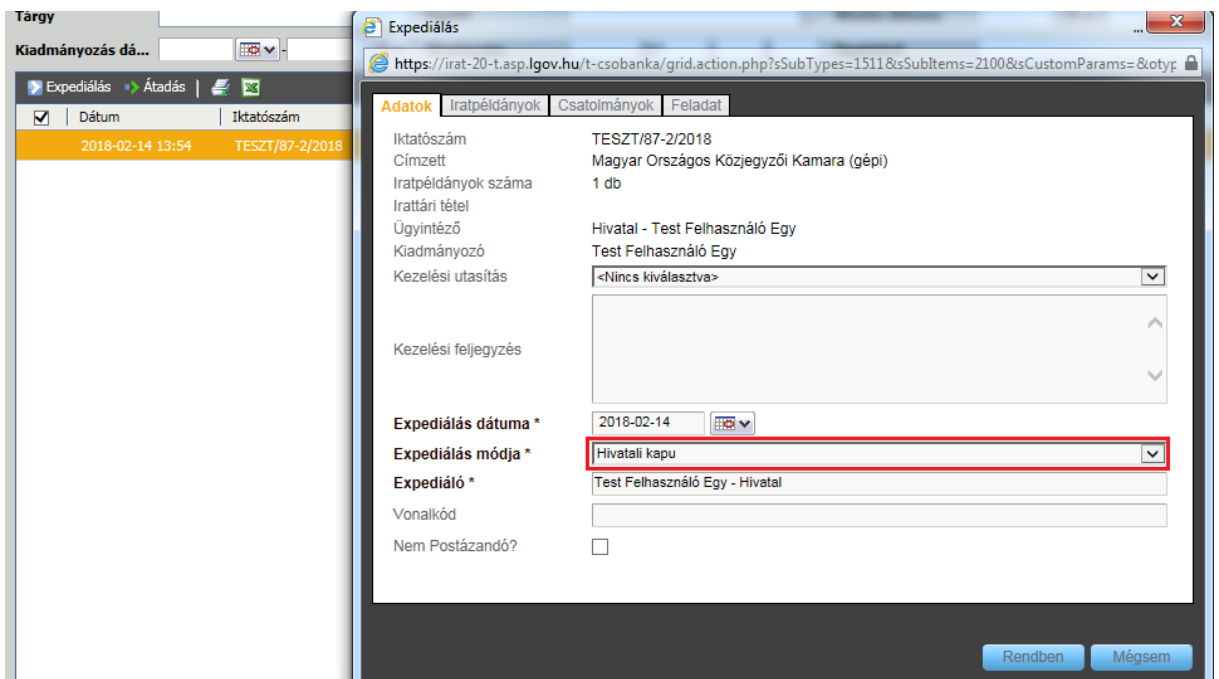 Tárgy
Kiadmányozás dá...
-
Expediálás Átadás |
Dátum Iktatószám
2018-02-14 13:54 TESZT/87-2/2018
Expediálás
...
x
https://irat-20-t.asp.lgov.hu/t-csobanka/grid.action.php?sSubTypes=1511&sSubItems=2100&sCustomParams=&otyp
Adatok Iratpéldányok Csatolmányok Feladat
Iktatószám TESZT/87-2/2018
Címzett Magyar Országos Közjegyzői Kamara (gépi)
Iratpéldányok száma 1 db
Irattári tétel
Ügyintéző Hivatal - Test Felhasználó Egy
Kiadmányozó Test Felhasználó Egy
Kezelési utasítás <Nincs kiválasztva>
Kezelési feljegyzés
Expediálás dátuma * 2018-02-14
Expediálás módja * Hivatali kapu
Expediáló * Test Felhasználó Egy - Hivatal
Vonalkód
Nem Postázandó?
Rendben Mégsem